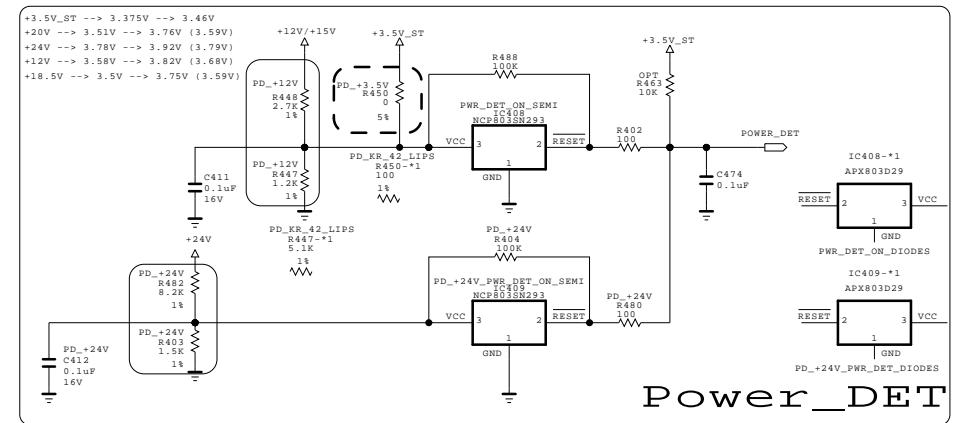 +3.5V_ST --> 3.375V --> 3.46V
+20V --> 3.51V --> 3.76V (3.59V)
+24V --> 3.78V --> 3.92V (3.79V)
+12V --> 3.58V --> 3.82V (3.68V)
+18.5V --> 3.5V --> 3.75V (3.59V)
+12V/+15V
+3.5V_ST
PD_+12V
R448
2.7K
1%
PD_+3.5V
R450
0
5%
R488
100K
PWR_DET_ON_SEMI
IC408
NCP803SN293
VCC
3
2
RESET
1
GND
+3.5V_ST
OPT
R463
10K
R402
100
POWER_DET
C474
0.1uF
PD_+12V
R447
1.2K
1%
C411
0.1uF
16V
PD_KR_42_LIPS
R450-*1
100
1%
PD_KR_42_LIPS
R447-*1
5.1K
1%
IC408-*1
APX803D29
RESET
2
3
VCC
1
GND
PWR_DET_ON_DIODES
+24V
PD_+24V
R482
8.2K
1%
PD_+24V
R403
1.5K
1%
PD_+24V
C412
0.1uF
16V
PD_+24V
R404
100K
PD_+24V_PWR_DET_ON_SEMI
IC409
NCP803SN293
VCC
3
2
RESET
1
GND
PD_+24V
R480
100
IC409-*1
APX803D29
RESET
2
3
VCC
1
GND
PD_+24V_PWR_DET_DIODES
Power_DET